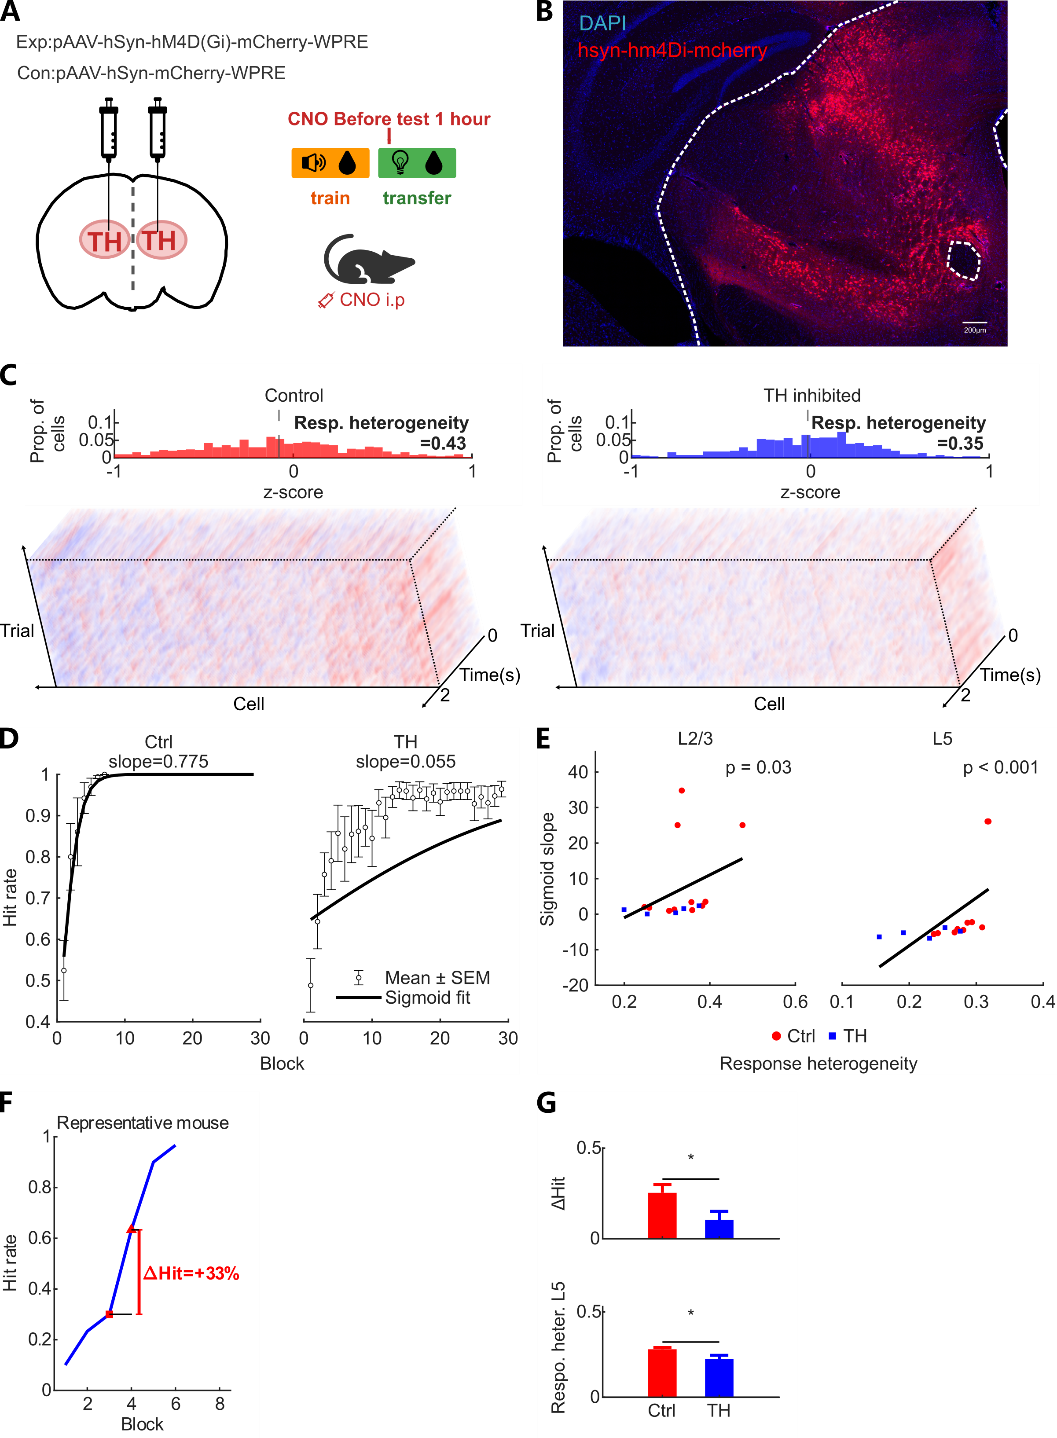 A
Exp:pAAV-hSyn-hM4D(Gi)-mCherry-WPRE
Con:pAAV-hSyn-mCherry-WPRE
TH TH
CNO Before test 1 hour
train transfer
CNO i.p
B
DAPI
hsyn-hm4Di-mcherry
200μm
C
Control
Prop. of
cells
0.1
0.05
0
Resp. heterogeneity
=0.43
-1 0 1
z-score
Trial
Cell
Time(s)
0
2
TH inhibited
Prop. of
cells
0.1
0.05
0
Resp. heterogeneity
=0.35
-1 0 1
z-score
Trial
Cell
Time(s)
0
2
D
Ctrl
slope=0.775
TH
slope=0.055
Hit rate
1
0.9
0.8
0.7
0.6
0.5
0.4
Mean ± SEM
Sigmoid fit
0 10 20 30
0 10 20 30
Block
E
L2/3
p = 0.03
L5
p < 0.001
Sigmoid slope
40
30
20
10
0
-10
-20
0.2 0.4 0.6
0.1 0.2 0.3 0.4
Ctrl TH
Response heterogeneity
F
Representative mouse
Hit rate
1
0.8
0.6
0.4
0.2
0
ΔHit=+33%
2 4 6 8
Block
G
ΔHit
0.5
0
*
Respo. heter. L5
0.5
0
*
Ctrl TH